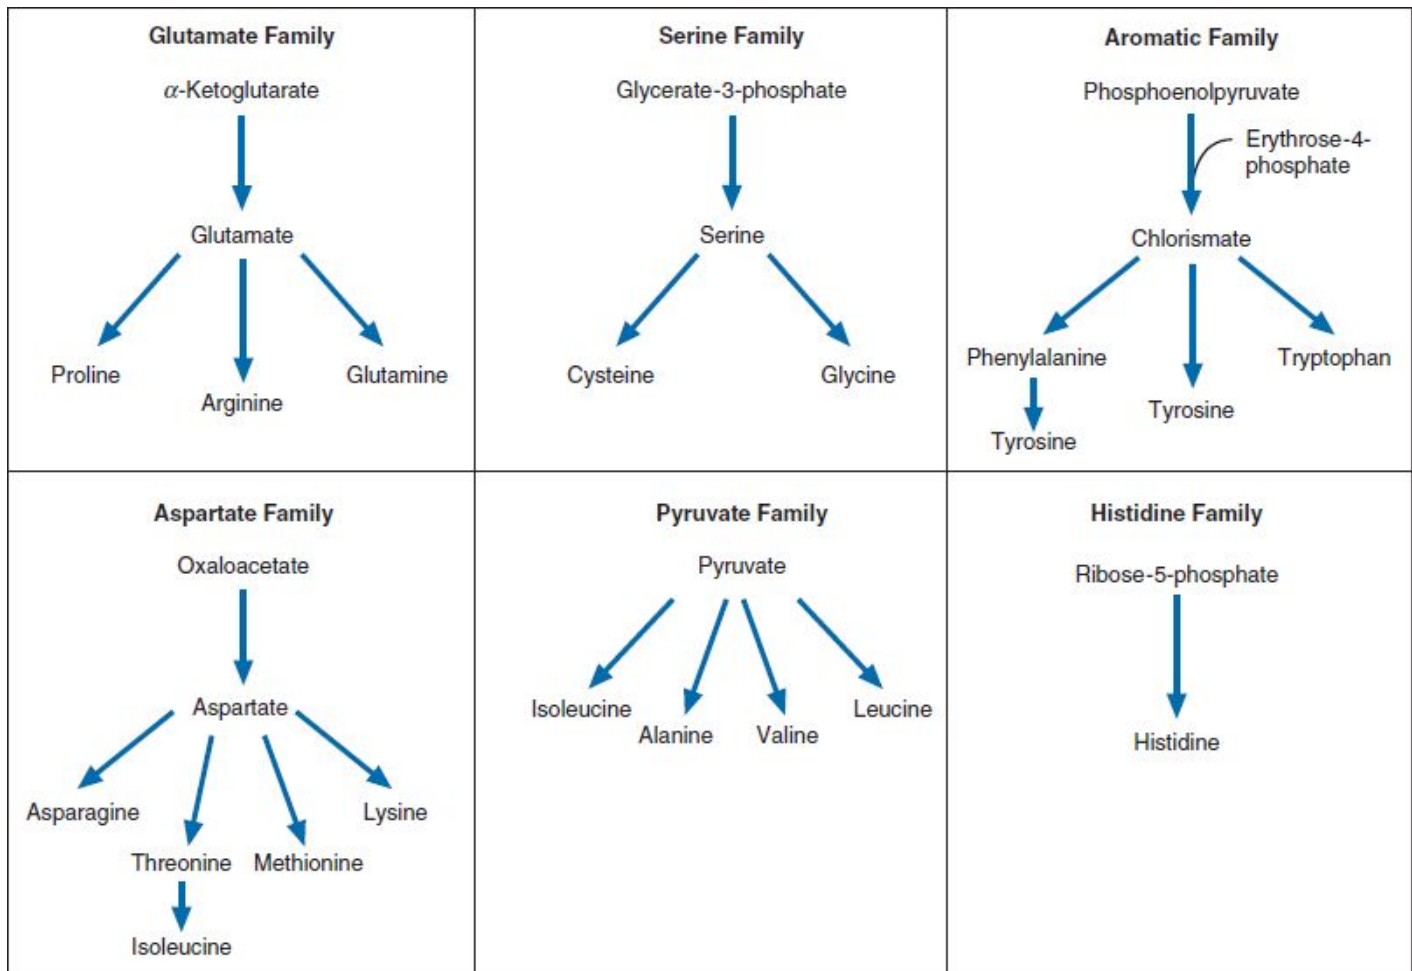 Glutamate Family
α-Ketoglutarate
Glutamate
Proline
Arginine
Glutamine
Serine Family
Glycerate-3-phosphate
Serine
Cysteine
Glycine
Aromatic Family
Phosphoenolpyruvate
Erythrose-4-
phosphate
Chlorismate
Phenylalanine
Tyrosine
Tyrosine
Tryptophan
Aspartate Family
Oxaloacetate
Aspartate
Asparagine
Threonine
Isoleucine
Methionine
Lysine
Pyruvate Family
Pyruvate
Isoleucine
Alanine
Valine
Leucine
Histidine Family
Ribose-5-phosphate
Histidine